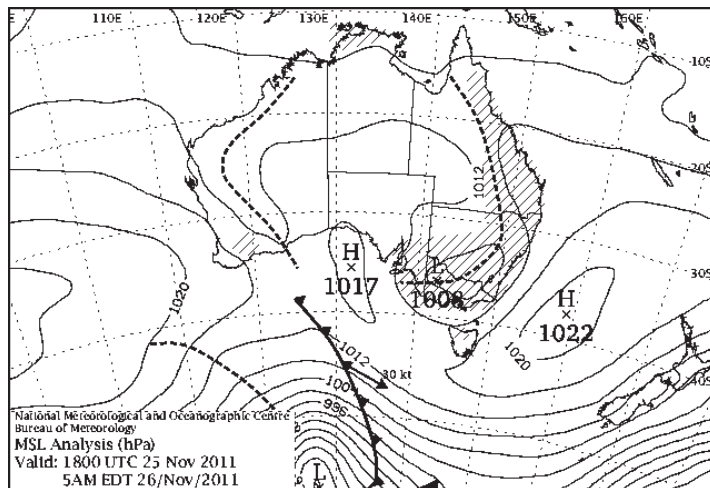 110E
120E
130E
140E
150E
160E
10S
20S
30S
40S
1012
1020
H
1017
L
1008
H
1022
1020
1012
30 kt
100
996
L
National Meteorological and Oceanographic Centre
Bureau of Meteorology
MSL Analysis (hPa)
Valid: 1800 UTC 25 Nov 2011
5AM EDT 26/Nov/2011